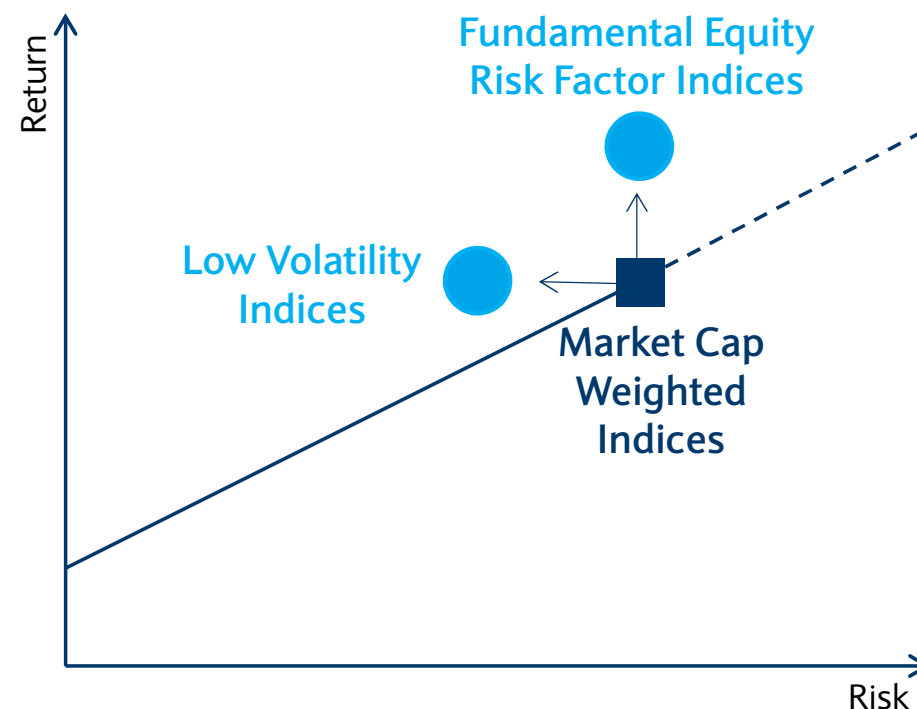 Fundamental Equity
Risk Factor Indices
Return
Low Volatility
Indices
Market Cap
Weighted
Indices
Risk